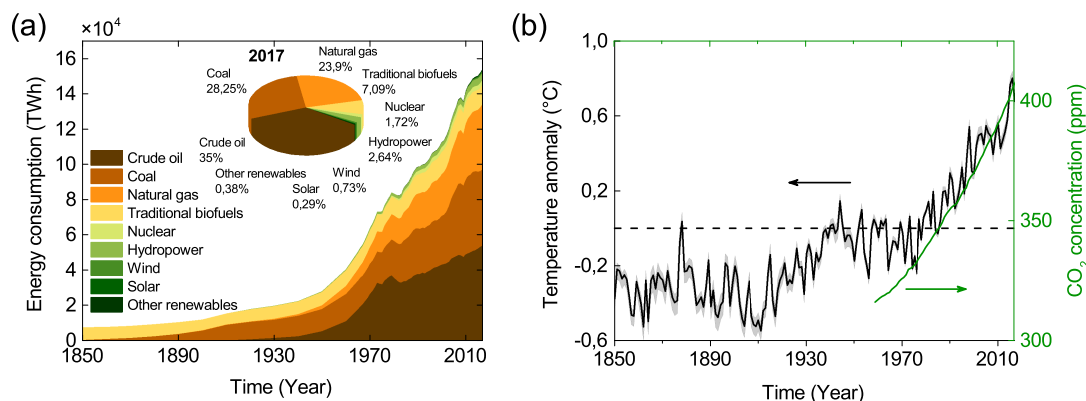 (a)
×10⁴
16
14
12
10
8
6
4
2
0
Energy consumption (TWh)
1850
1890
1930
1970
2010
Time (Year)
2017
Natural gas
23,9%
Traditional biofuels
7,09%
Nuclear
1,72%
Hydropower
2,64%
Wind
0,73%
Solar
0,29%
Other renewables
0,38%
Crude oil
35%
Coal
28,25%
Crude oil
Coal
Natural gas
Traditional biofuels
Nuclear
Hydropower
Wind
Solar
Other renewables
(b)
1,0
0,6
0,2
-0,2
-0,6
Temperature anomaly (°C)
1850
1890
1930
1970
2010
Time (Year)
400
350
300
CO₂ concentration (ppm)